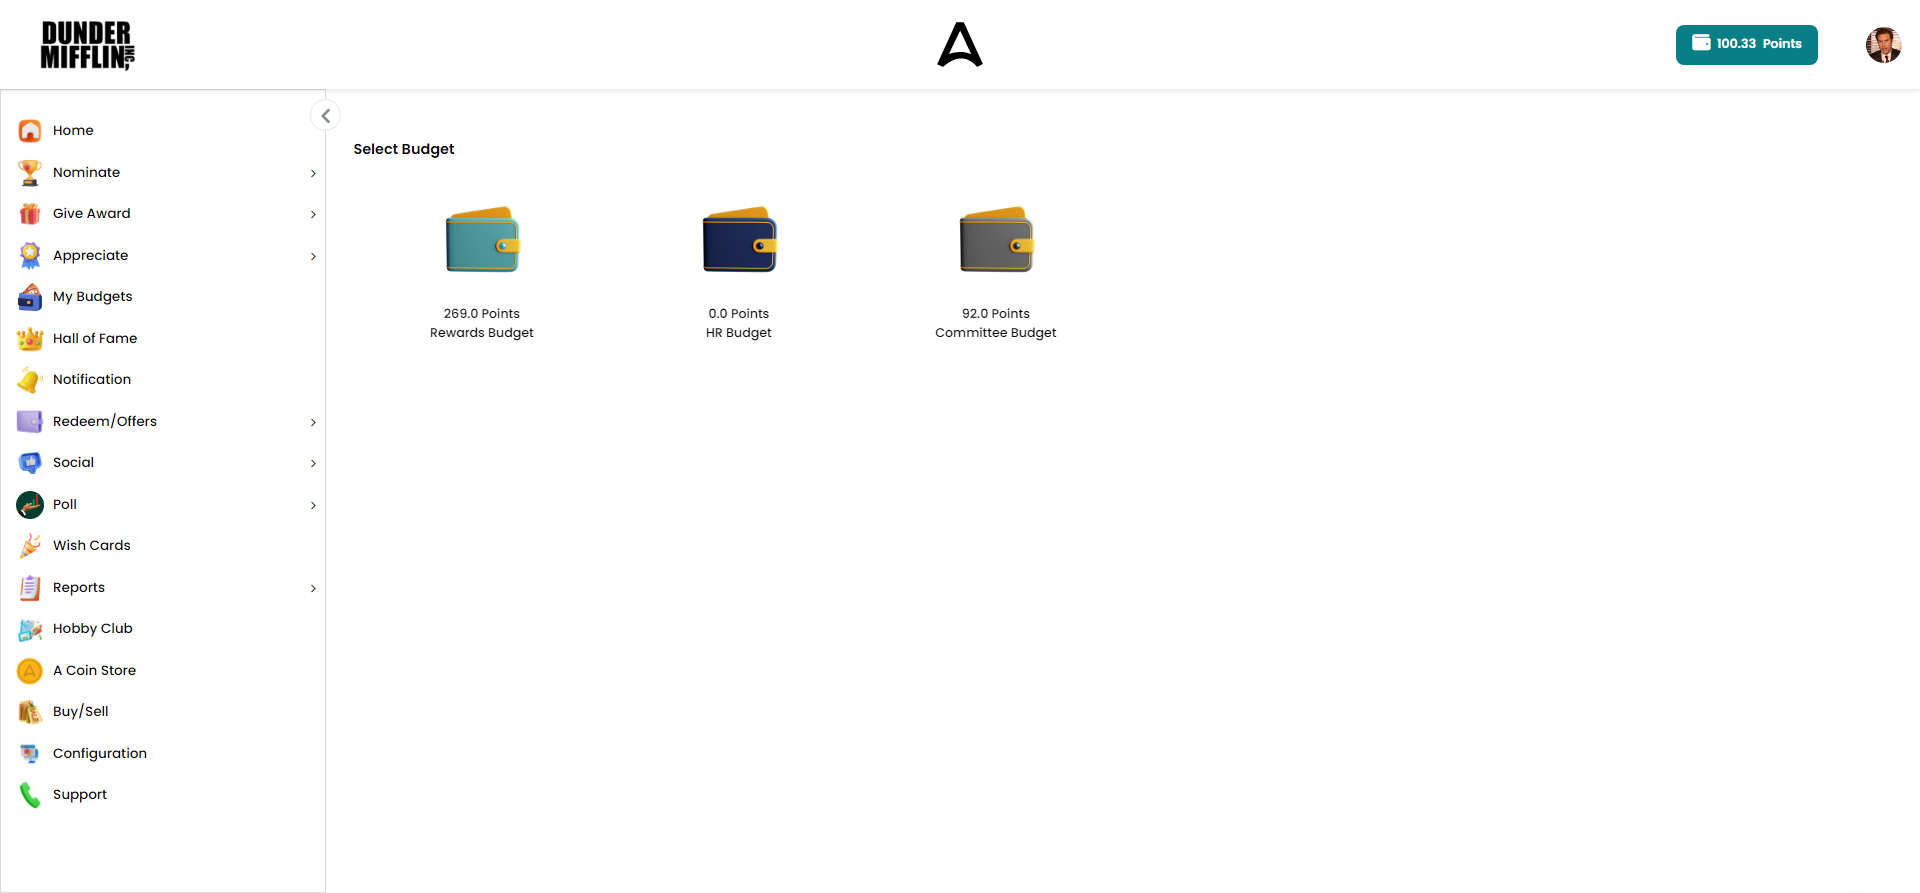 DUNDER
MIFFLIN INC,
100.33 Points
Home
Nominate
Give Award
Appreciate
My Budgets
Hall of Fame
Notification
Redeem/Offers
Social
Poll
Wish Cards
Reports
Hobby Club
A Coin Store
Buy/Sell
Configuration
Support
Select Budget
269.0 Points
Rewards Budget
0.0 Points
HR Budget
92.0 Points
Committee Budget